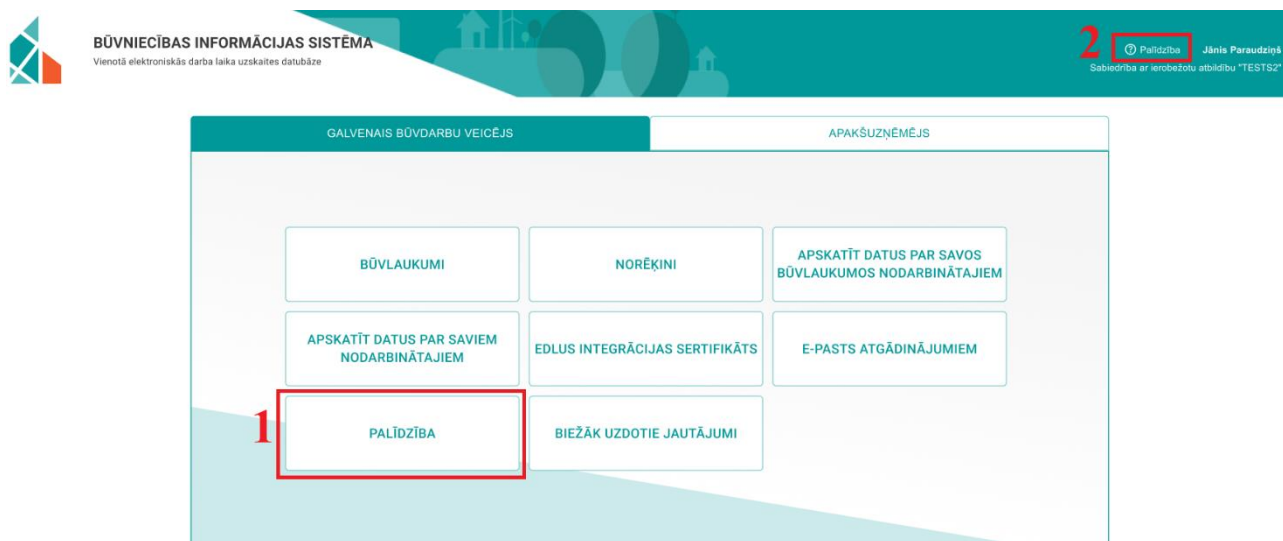 BŪVNIECĪBAS INFORMĀCIJAS SISTĒMA
Vienotā elektroniskās darba laika uzskaites datubāze
2
Palīdzība
Jānis Paraudziņš
Sabiedrība ar ierobežotu atbildību "TESTS2"
GALVENAIS BŪVDARBU VEICĒJS
APAKŠUZŅĒMĒJS
BŪVLAUKUMI
NORĒĶINI
APSKATĪT DATUS PAR SAVOS
BŪVLAUKUMOS NODARBINĀTAJIEM
APSKATĪT DATUS PAR SAVIEM
NODARBINĀTAJIEM
EDLUS INTEGRĀCIJAS SERTIFIKĀTS
E-PASTS ATGĀDINĀJUMIEM
1
PALĪDZĪBA
BIEŽĀK UZDOTIE JAUTĀJUMI